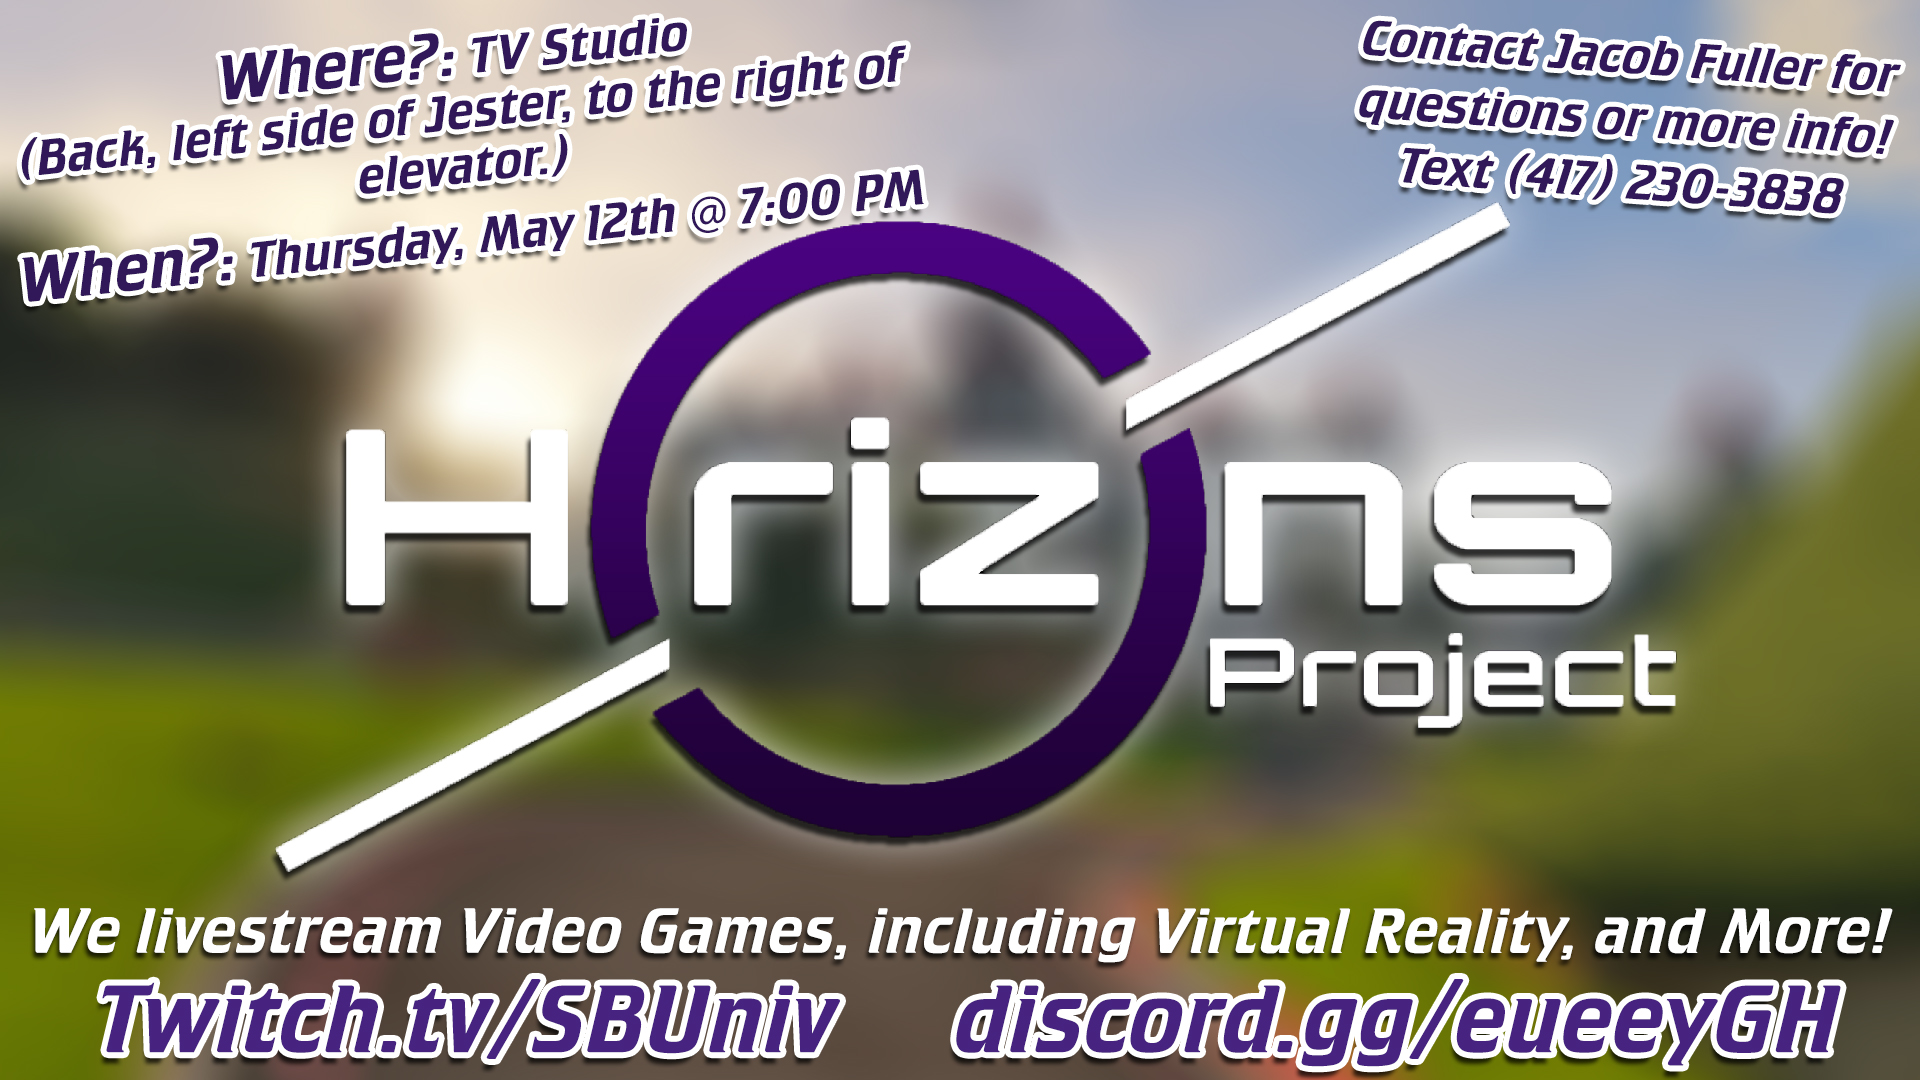 Where?: TV Studio
(Back, left side of Jester, to the right of
elevator.)
When?: Thursday, May 12th @ 7:00 PM
Contact Jacob Fuller for
questions or more info!
Text (417) 230-3838
Horizons
Project
We livestream Video Games, including Virtual Reality, and More!
Twitch.tv/SBUniv
discord.gg/eueeyGH